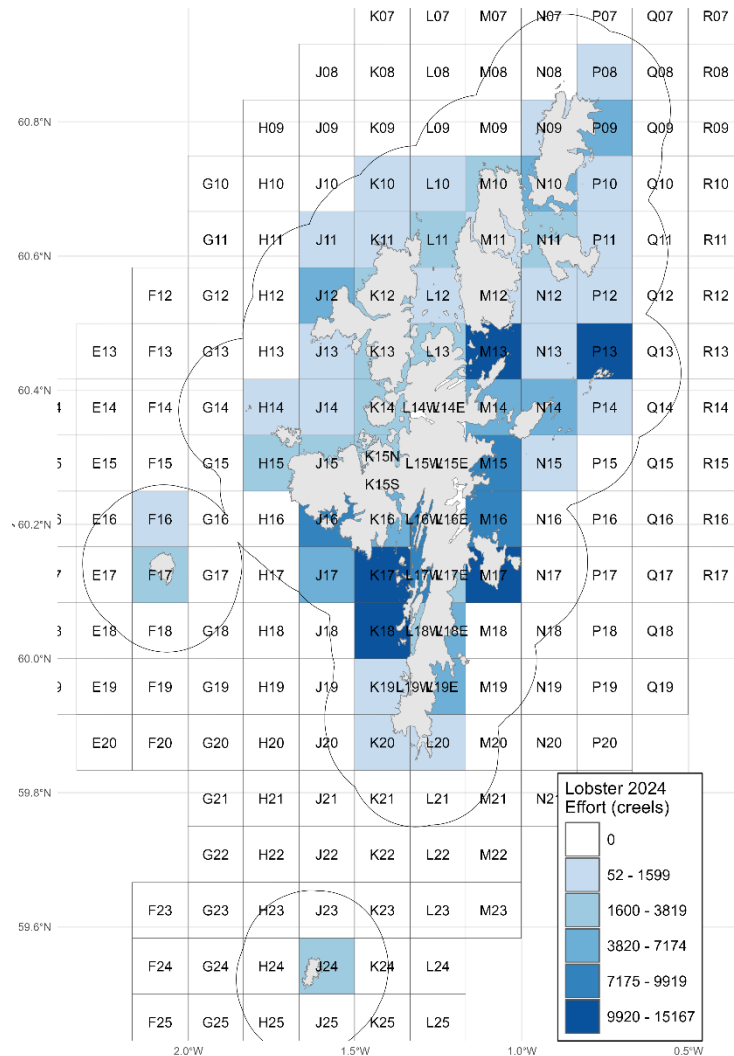 K07 L07 M07 N07 P07 Q07 R07
J08 K08 L08 M08 N08 P08 Q08 R08
60.8°N H09 J09 K09 L09 M09 N09 P09 Q09 R09
G10 H10 J10 K10 L10 M10 N10 P10 Q10 R10
60.6°N G11 H11 J11 K11 L11 M11 N11 P11 Q11 R11
F12 G12 H12 J12 K12 L12 M12 N12 P12 Q12 R12
E13 F13 G13 H13 J13 K13 L13 M13 N13 P13 Q13 R13
60.4°N
4 E14 F14 G14 H14 J14 K14 L14W L14E M14 N14 P14 Q14 R14
5 E15 F15 G15 H15 J15 K15N L15W L15E M15 N15 P15 Q15 R15
K15S
60.2°N
6 E16 F16 G16 H16 J16 K16 L16W L16E M16 N16 P16 Q16 R16
7 E17 F17 G17 H17 J17 K17 L17W L17E M17 N17 P17 Q17 R17
8 E18 F18 G18 H18 J18 K18 L18W L18E M18 N18 P18 Q18
60.0°N
9 E19 F19 G19 H19 J19 K19 L19W L19E M19 N19 P19 Q19
E20 F20 G20 H20 J20 K20 L20 M20 N20 P20
59.8°N G21 H21 J21 K21 L21 M21 N21
G22 H22 J22 K22 L22 M22
59.6°N F23 G23 H23 J23 K23 L23 M23
F24 G24 H24 J24 K24 L24
F25 G25 H25 J25 K25 L25
2.0°W 1.5°W 1.0°W 0.5°W
Lobster 2024
Effort (creels)
0
52 - 1599
1600 - 3819
3820 - 7174
7175 - 9919
9920 - 15167